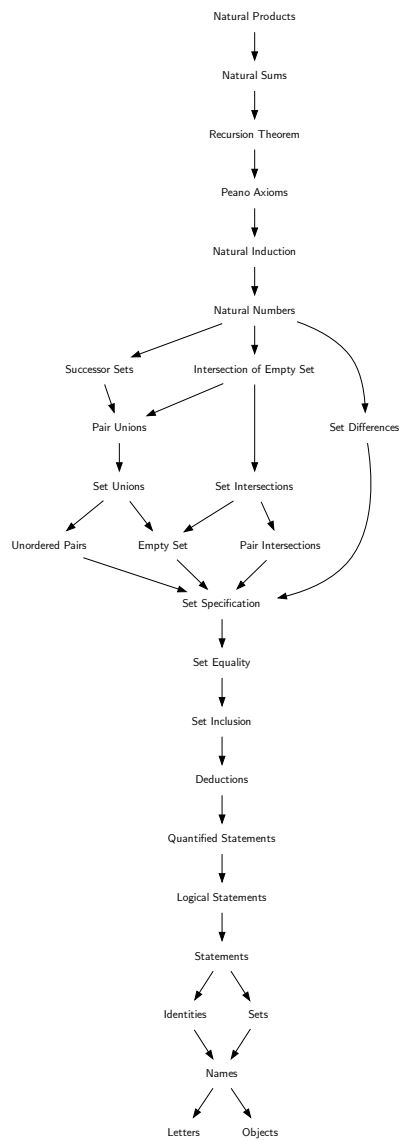 Natural Products
Natural Sums
Recursion Theorem
Peano Axioms
Natural Induction
Natural Numbers
Successor Sets
Intersection of Empty Set
Pair Unions
Set Differences
Set Unions
Set Intersections
Unordered Pairs
Empty Set
Pair Intersections
Set Specification
Set Equality
Set Inclusion
Deductions
Quantified Statements
Logical Statements
Statements
Identities
Sets
Names
Letters
Objects